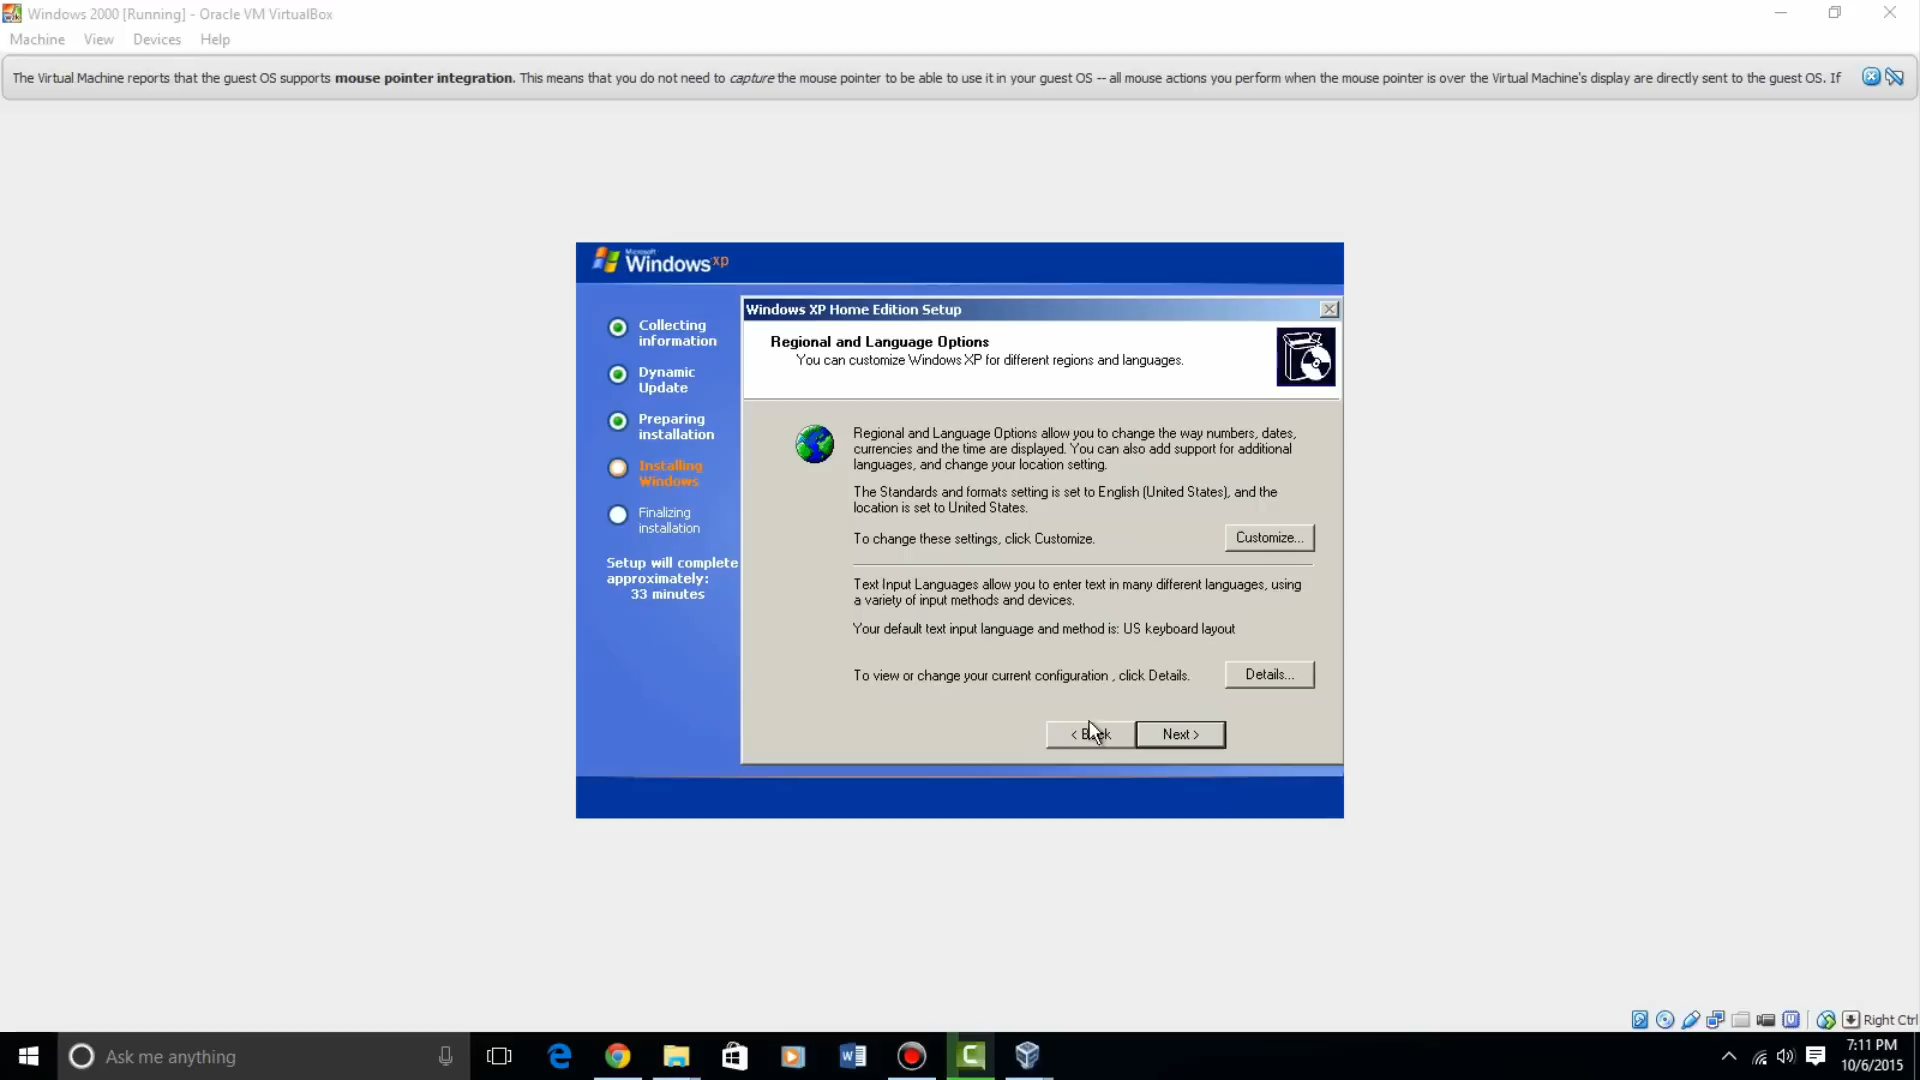 Windows 2000 [Running] - Oracle VM VirtualBox
Machine View Devices Help
The Virtual Machine reports that the guest OS supports mouse pointer integration. This means that you do not need to capture the mouse pointer to be able to use it in your guest OS -- all mouse actions you perform when the mouse pointer is over the Virtual Machine's display are directly sent to the guest OS. If
Microsoft
Windows xp
Collecting
information
Dynamic
Update
Preparing
installation
Installing
Windows
Finalizing
installation
Setup will complete
approximately:
33 minutes
Windows XP Home Edition Setup
Regional and Language Options
You can customize Windows XP for different regions and languages.
Regional and Language Options allow you to change the way numbers, dates,
currencies and the time are displayed. You can also add support for additional
languages, and change your location setting.
The Standards and formats setting is set to English (United States), and the
location is set to United States.
To change these settings, click Customize.
Customize...
Text Input Languages allow you to enter text in many different languages, using
a variety of input methods and devices.
Your default text input language and method is: US keyboard layout
To view or change your current configuration , click Details.
Details...
< Back Next >
Right Ctrl
Ask me anything
7:11 PM
10/6/2015